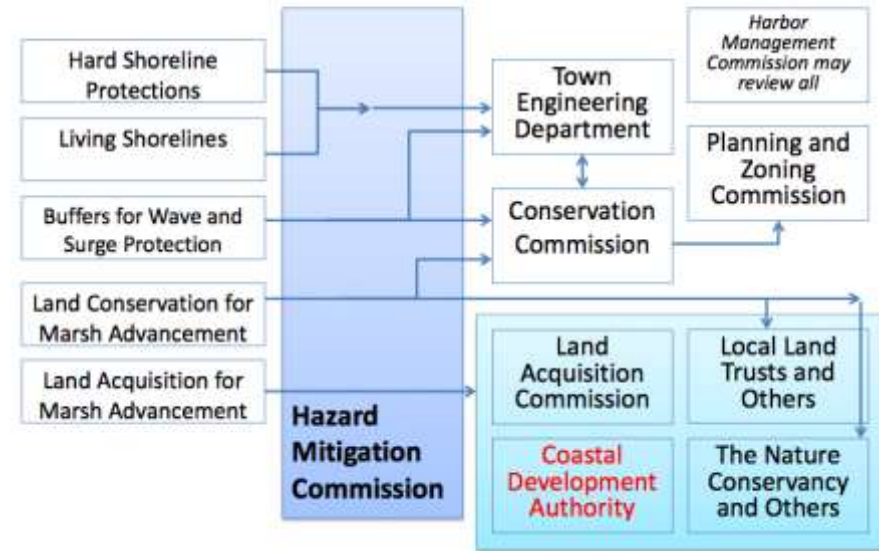 Hard Shoreline
Protections
Living Shorelines
Buffers for Wave and
Surge Protection
Land Conservation for
Marsh Advancement
Land Acquisition for
Marsh Advancement
Hazard
Mitigation
Commission
Town
Engineering
Department
Conservation
Commission
Harbor
Management
Commission may
review all
Planning and
Zoning
Commission
Land
Acquisition
Commission
Local Land
Trusts and
Others
Coastal
Development
Authority
The Nature
Conservancy
and Others